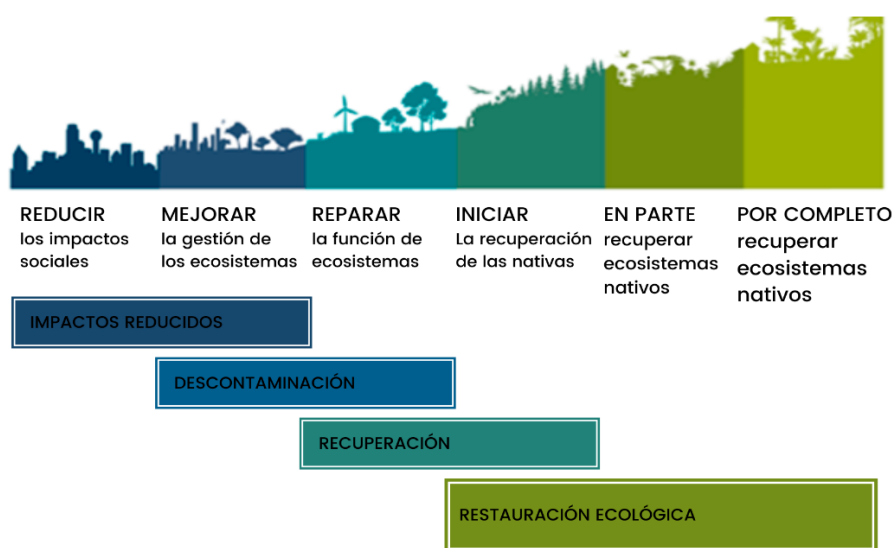 REDUCIR
los impactos
sociales
MEJORAR
la gestión de
los ecosistemas
REPARAR
la función de
ecosistemas
INICIAR
La recuperación
de las nativas
EN PARTE
recuperar
ecosistemas
nativos
POR COMPLETO
recuperar
ecosistemas
nativos
IMPACTOS REDUCIDOS
DESCONTAMINACIÓN
RECUPERACIÓN
RESTAURACIÓN ECOLÓGICA